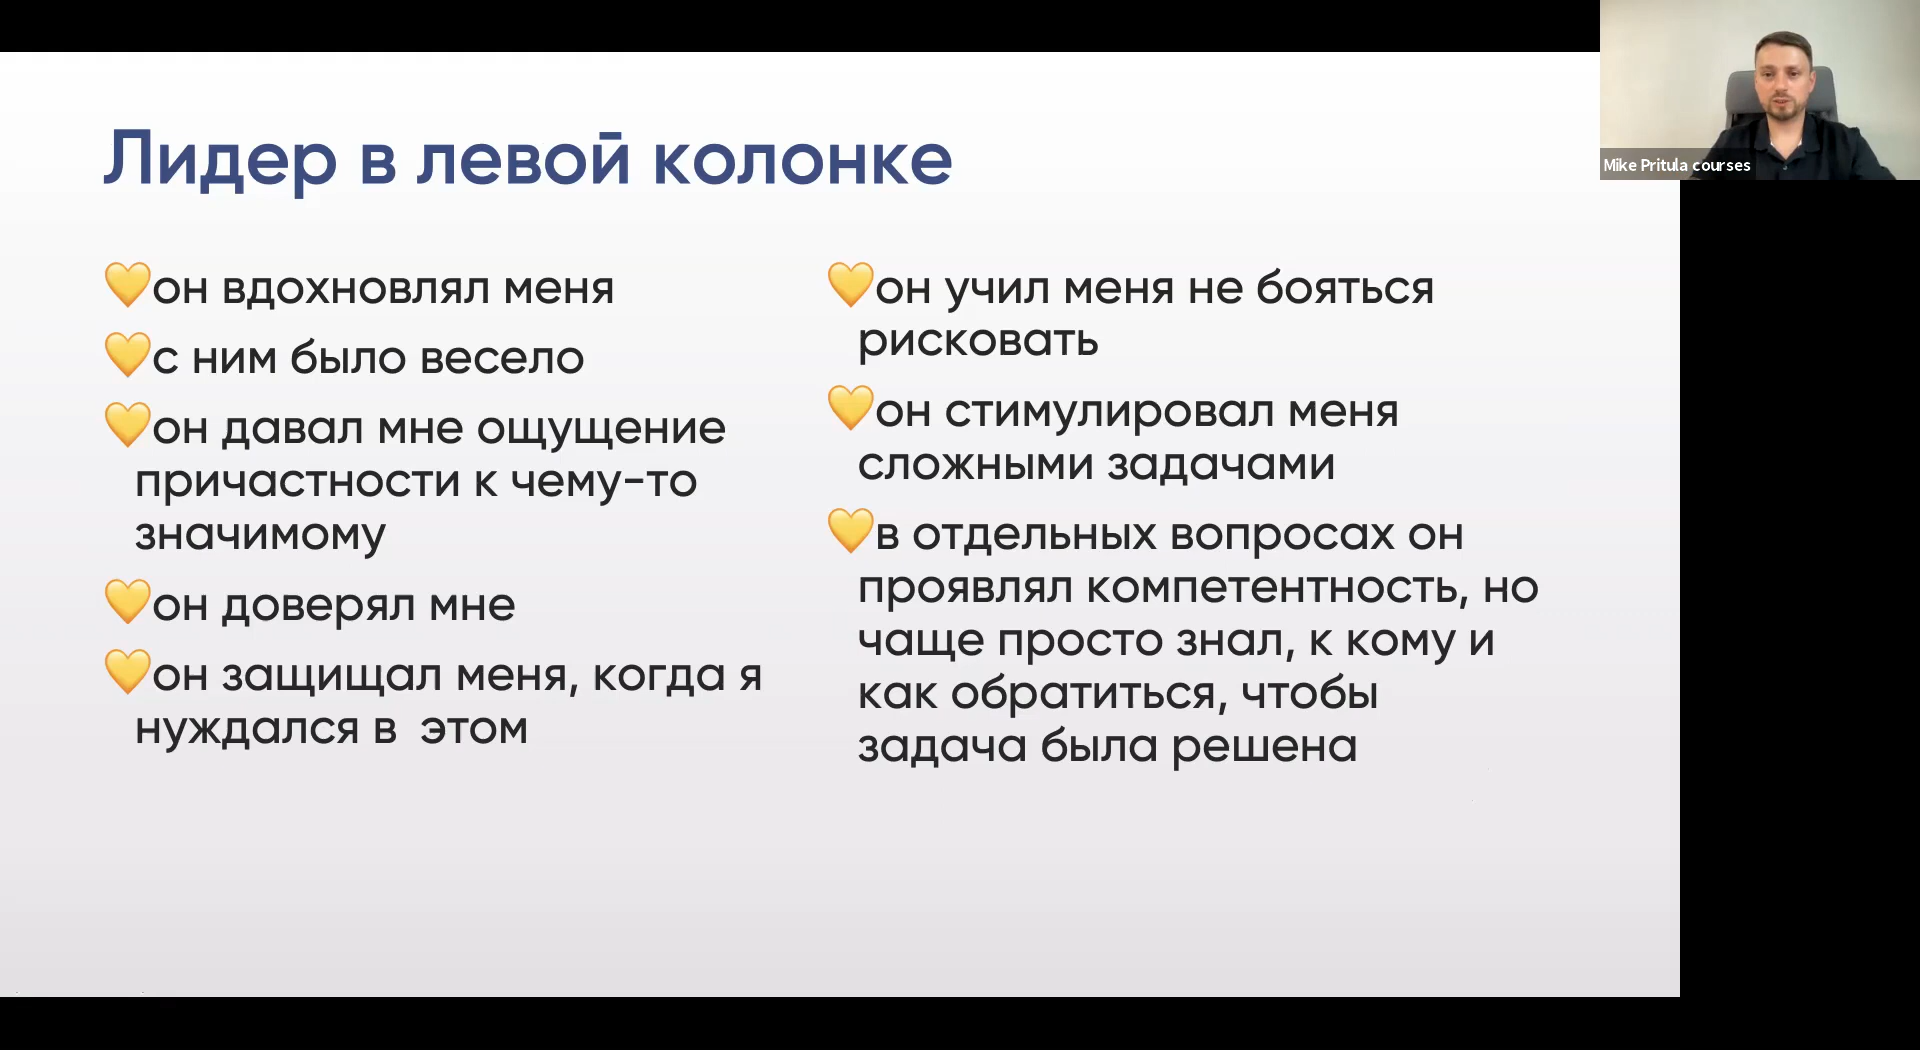 Лидер в левой колонке
💛он вдохновлял меня
💛с ним было весело
💛он давал мне ощущение
причастности к чему-то
значимому
💛он доверял мне
💛он защищал меня, когда я
нуждался в  этом
💛он учил меня не бояться
рисковать
💛он стимулировал меня
сложными задачами
💛в отдельных вопросах он
проявлял компетентность, но
чаще просто знал, к кому и
как обратиться, чтобы
задача была решена
Mike Pritula courses